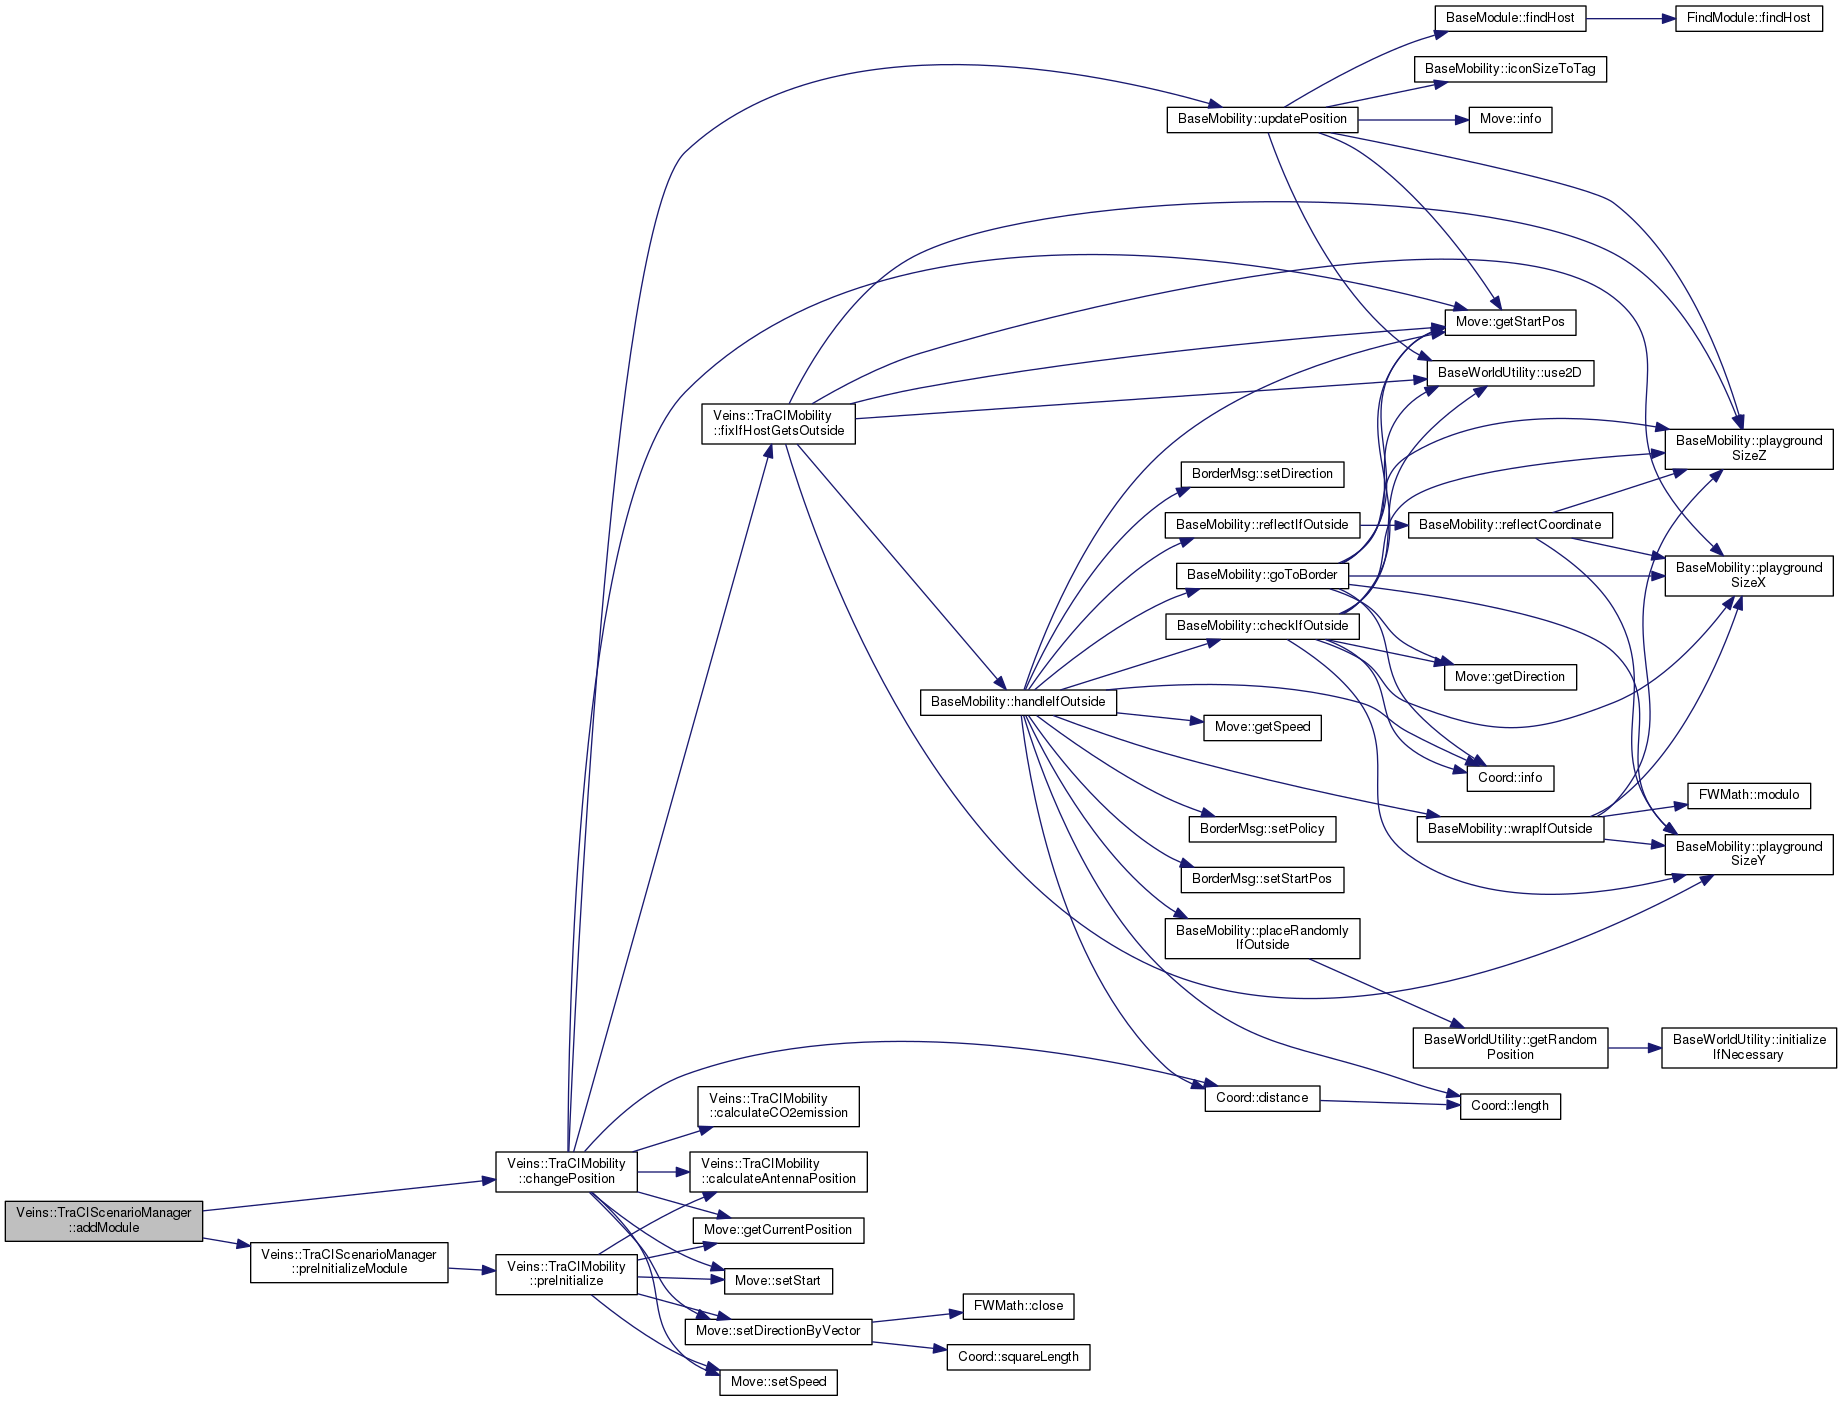 BaseModule::findHost
FindModule::findHost
BaseMobility::iconSizeToTag
BaseMobility::updatePosition
Move::info
Move::getStartPos
BaseWorldUtility::use2D
Veins::TraCIMobility
::fixIfHostGetsOutside
BaseMobility::playground
SizeZ
BorderMsg::setDirection
BaseMobility::reflectIfOutside
BaseMobility::reflectCoordinate
BaseMobility::goToBorder
BaseMobility::playground
SizeX
BaseMobility::checkIfOutside
Move::getDirection
BaseMobility::handleIfOutside
Move::getSpeed
Coord::info
FWMath::modulo
BorderMsg::setPolicy
BaseMobility::wrapIfOutside
BaseMobility::playground
SizeY
BorderMsg::setStartPos
BaseMobility::placeRandomly
IfOutside
BaseWorldUtility::getRandom
Position
BaseWorldUtility::initialize
IfNecessary
Coord::distance
Coord::length
Veins::TraCIMobility
::calculateCO2emission
Veins::TraCIMobility
::changePosition
Veins::TraCIMobility
::calculateAntennaPosition
Veins::TraCIScenarioManager
::addModule
Move::getCurrentPosition
Veins::TraCIScenarioManager
::preInitializeModule
Veins::TraCIMobility
::preInitialize
Move::setStart
FWMath::close
Move::setDirectionByVector
Coord::squareLength
Move::setSpeed